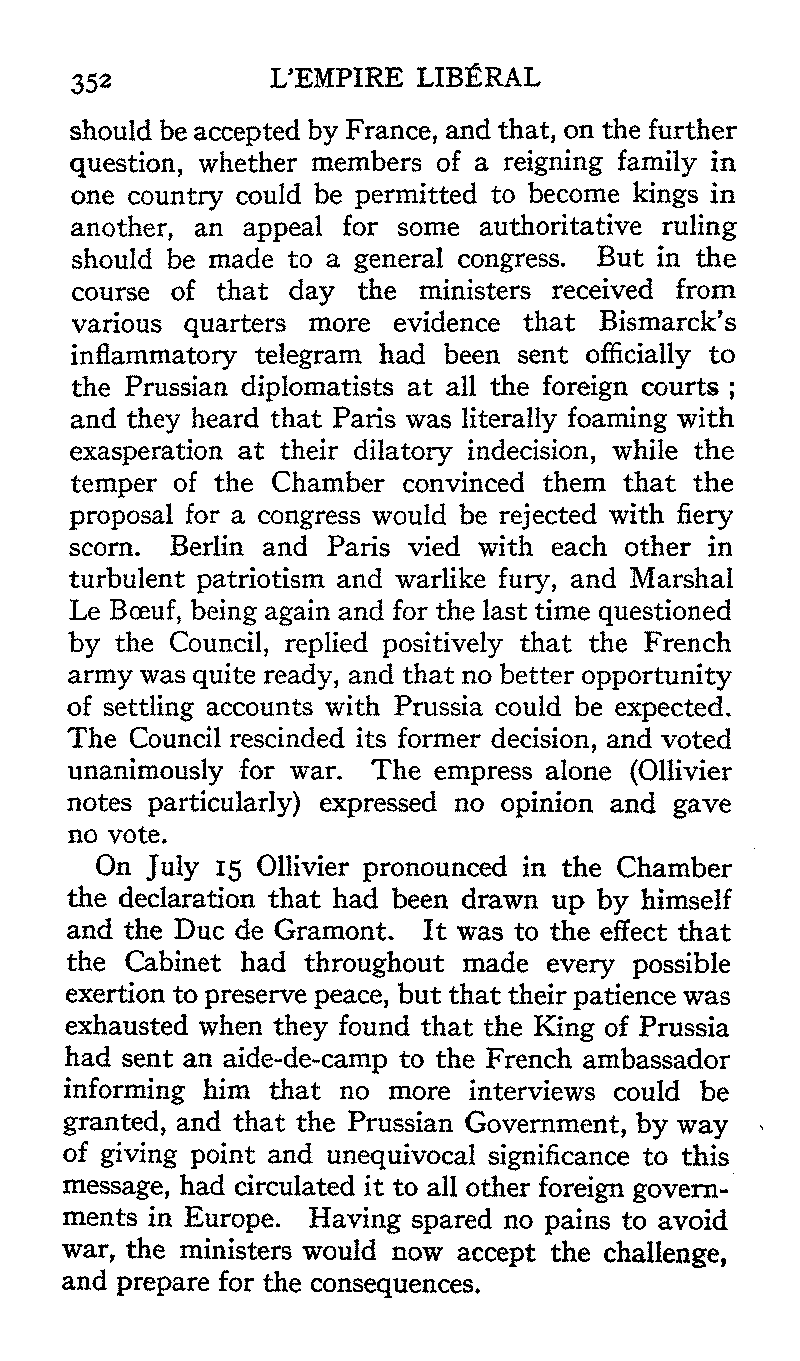 352 L'EMPIRE LIBÉRAL
should be accepted by France, and that, on the further
question, whether members of a reigning family in
one country could be permitted to become kings in
another, an appeal for some authoritative ruling
should be made to a general congress. But in the
course of that day the ministers received from
various quarters more evidence that Bismarck's
inflammatory telegram had been sent officially to
the Prussian diplomatists at all the foreign courts ;
and they heard that Paris was literally foaming with
exasperation at their dilatory indecision, while the
temper of the Chamber convinced them that the
proposal for a congress would be rejected with fiery
scorn. Berlin and Paris vied with each other in
turbulent patriotism and warlike fury, and Marshal
Le Bœuf, being again and for the last time questioned
by the Council, replied positively that the French
army was quite ready, and that no better opportunity
of settling accounts with Prussia could be expected.
The Council rescinded its former decision, and voted
unanimously for war. The empress alone (Ollivier
notes particularly) expressed no opinion and gave
no vote.
On July 15 Ollivier pronounced in the Chamber
the declaration that had been drawn up by himself
and the Duc de Gramont. It was to the effect that
the Cabinet had throughout made every possible
exertion to preserve peace, but that their patience was
exhausted when they found that the King of Prussia
had sent an aide-de-camp to the French ambassador
informing him that no more interviews could be
granted, and that the Prussian Government, by way
of giving point and unequivocal significance to this
message, had circulated it to all other foreign govern-
ments in Europe. Having spared no pains to avoid
war, the ministers would now accept the challenge,
and prepare for the consequences.